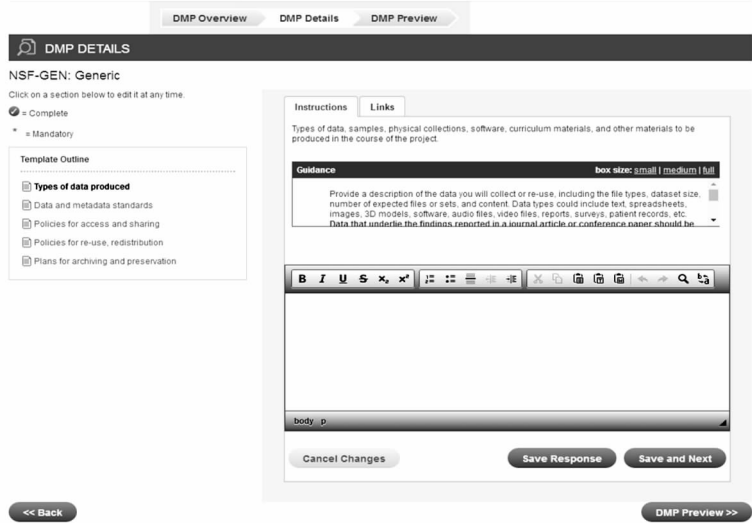 DMP Overview DMP Details DMP Preview
DMP DETAILS
NSF-GEN: Generic
Click on a section below to edit it at any time.
= Complete
* = Mandatory
Template Outline
Types of data produced
Data and metadata standards
Policies for access and sharing
Policies for re-use, redistribution
Plans for archiving and preservation
Instructions Links
Types of data, samples, physical collections, software, curriculum materials, and other materials to be
produced in the course of the project.
Guidance box size: small | medium | full
Provide a description of the data you will collect or re-use, including the file types, dataset size,
number of expected files or sets, and content. Data types could include text, spreadsheets,
images, 3D models, software, audio files, video files, reports, surveys, patient records, etc.
Data that underlie the findings reported in a journal article or conference paper should be
B I U S x₂ x²
body p
Cancel Changes Save Response Save and Next
<< Back DMP Preview >>